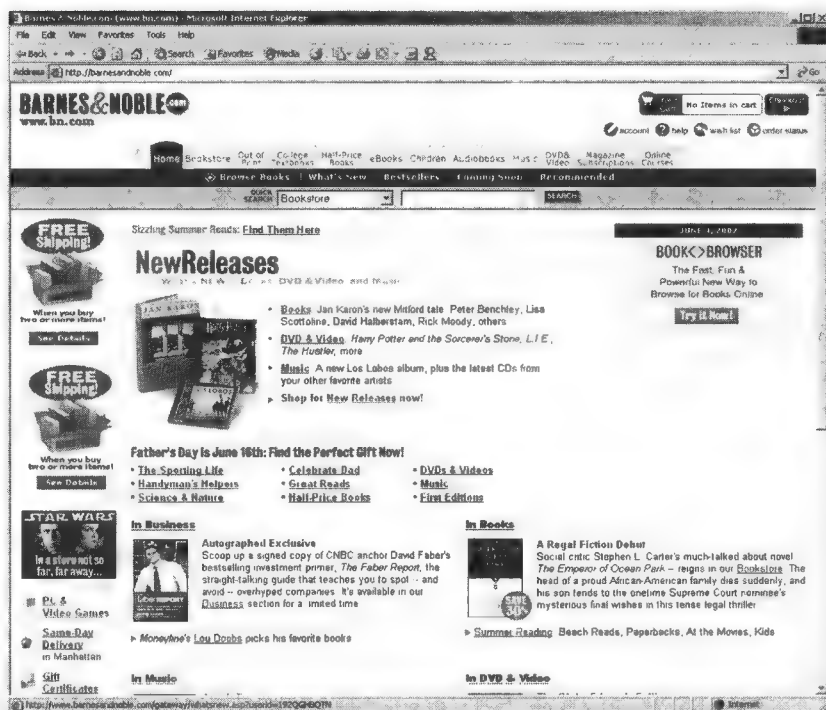 Barnes & Noble.com (www.bn.com) - Microsoft Internet Explorer
File Edit View Favorites Tools Help
Back Search Favorites Media
Address http://barnesandnoble.com/ Go
BARNES&NOBLE.com
www.bn.com
No Items in cart
account help wish list order status
Home Bookstore Out of Print College Textbooks Half-Price Books eBooks Children Audiobooks Music DVD& Video Magazine Subscriptions Online Courses
Browse Books What's New Bestsellers Coming Soon Recommended
QUICK SEARCH Bookstore SEARCH
FREE
Shipping!
When you buy
two or more items!
See Details
FREE
Shipping!
When you buy
two or more items!
See Details
STAR WARS
In a store not so
far, far away...
PC &
Video Games
Same-Day
Delivery
in Manhattan
Gift
Certificates
Sizzling Summer Reads: Find Them Here
NewReleases
DVD & Video and Music
• Books Jan Karon's new Mitford tale Peter Benchley, Lisa
Scottoline, David Halberstam, Rick Moody, others
• DVD & Video Harry Potter and the Sorcerer's Stone, L.I.E.,
The Hustler, more
• Music A new Los Lobos album, plus the latest CDs from
your other favorite artists
Shop for New Releases now!
JAN KARON
Father's Day is June 16th: Find the Perfect Gift Now!
• The Sporting Life • Celebrate Dad • DVDs & Videos
• Handyman's Helpers • Great Reads • Music
• Science & Nature • Half-Price Books • First Editions
In Business
Autographed Exclusive
Scoop up a signed copy of CNBC anchor David Faber's
bestselling investment primer, The Faber Report, the
straight-talking guide that teaches you to spot -- and
avoid -- overhyped companies. It's available in our
Business section for a limited time
Moneyline's Lou Dobbs picks his favorite books
In Music
In Books
A Regal Fiction Debut
Social critic Stephen L. Carter's much-talked about novel
The Emperor of Ocean Park -- reigns in our Bookstore The
head of a proud African-American family dies suddenly, and
his son tends to the onetime Supreme Court nominee's
mysterious final wishes in this tense legal thriller
SAVE
30%
Summer Reading: Beach Reads, Paperbacks, At the Movies, Kids
In DVD & Video
JUNE 4, 2002
BOOK<>BROWSER
The Fast, Fun &
Powerful New Way to
Browse for Books Online
Try It Now!
Internet